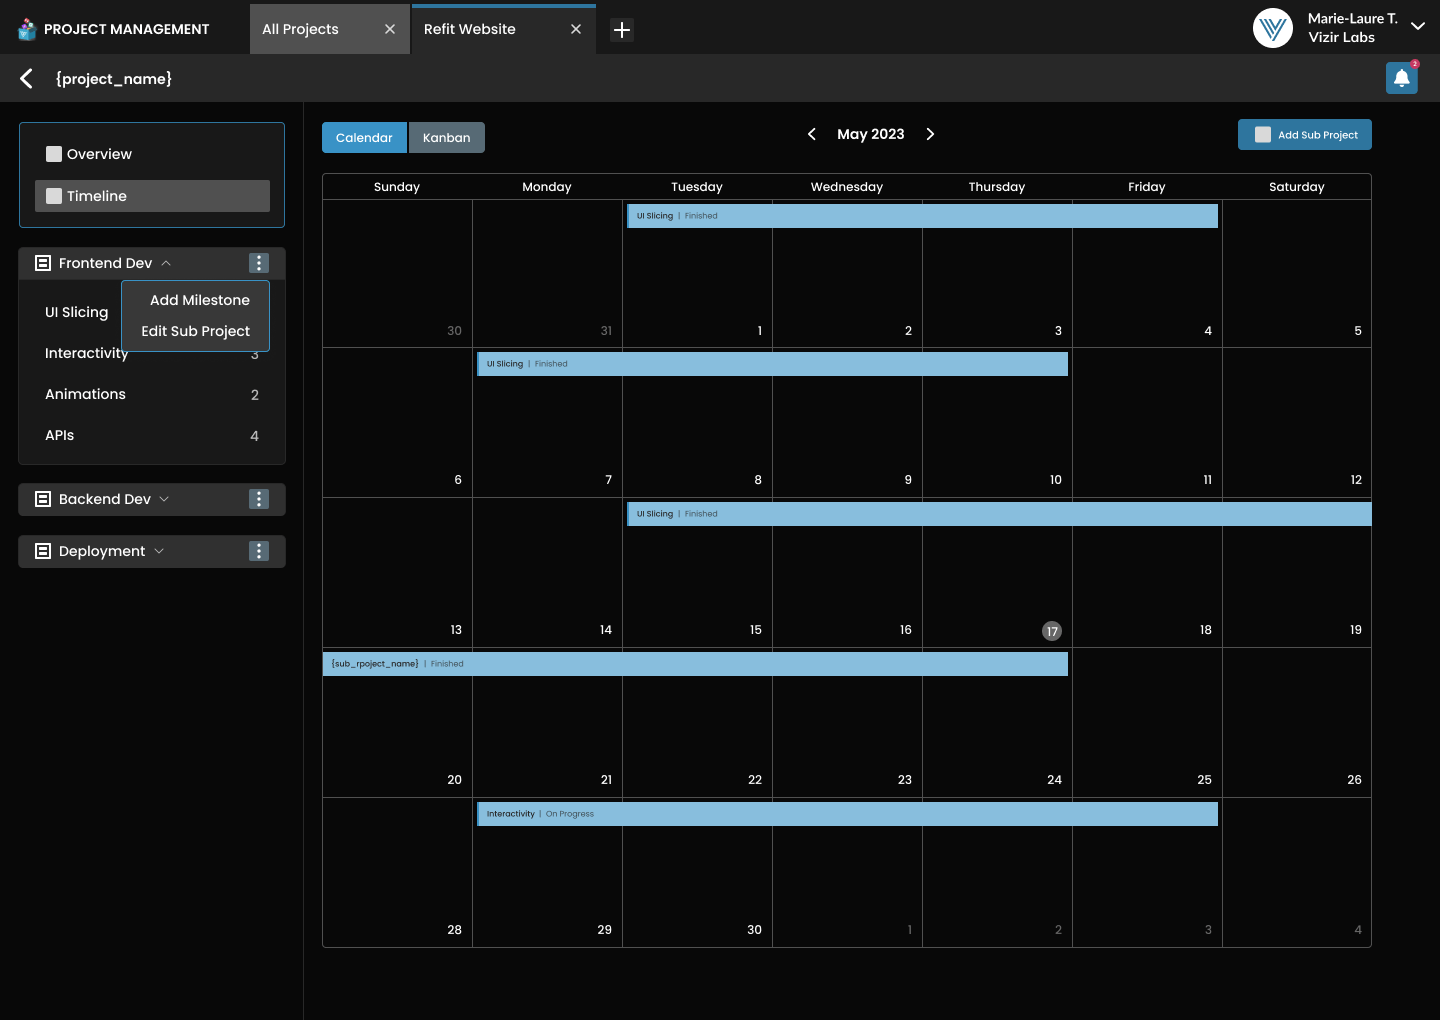 PROJECT MANAGEMENT
All Projects
Refit Website
Marie-Laure T.
Vizir Labs
{project_name}
2
Overview
Timeline
Frontend Dev
Add Milestone
Edit Sub Project
UI Slicing
Interactivity 3
Animations 2
APIs 4
Backend Dev
Deployment
Calendar Kanban
May 2023
Add Sub Project
Sunday Monday Tuesday Wednesday Thursday Friday Saturday
UI Slicing | Finished
30 31 1 2 3 4 5
UI Slicing | Finished
6 7 8 9 10 11 12
UI Slicing | Finished
13 14 15 16 17 18 19
{sub_rpoject_name} | Finished
20 21 22 23 24 25 26
Interactivity | On Progress
28 29 30 1 2 3 4